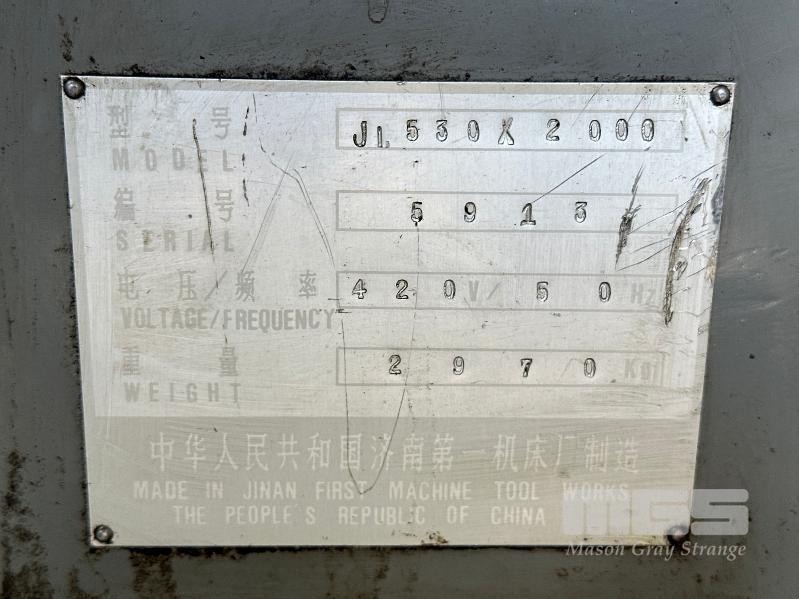 型号 J1.530X2000
MODEL
编号 5913
SERIAL
电压/频率 420V/50Hz
VOLTAGE/FREQUENCY
重量 2970Kg
WEIGHT
中华人民共和国济南第一机床厂制造
MADE IN JINAN FIRST MACHINE TOOL WORKS
THE PEOPLE'S REPUBLIC OF CHINA
MGS
Mason Gray Strange